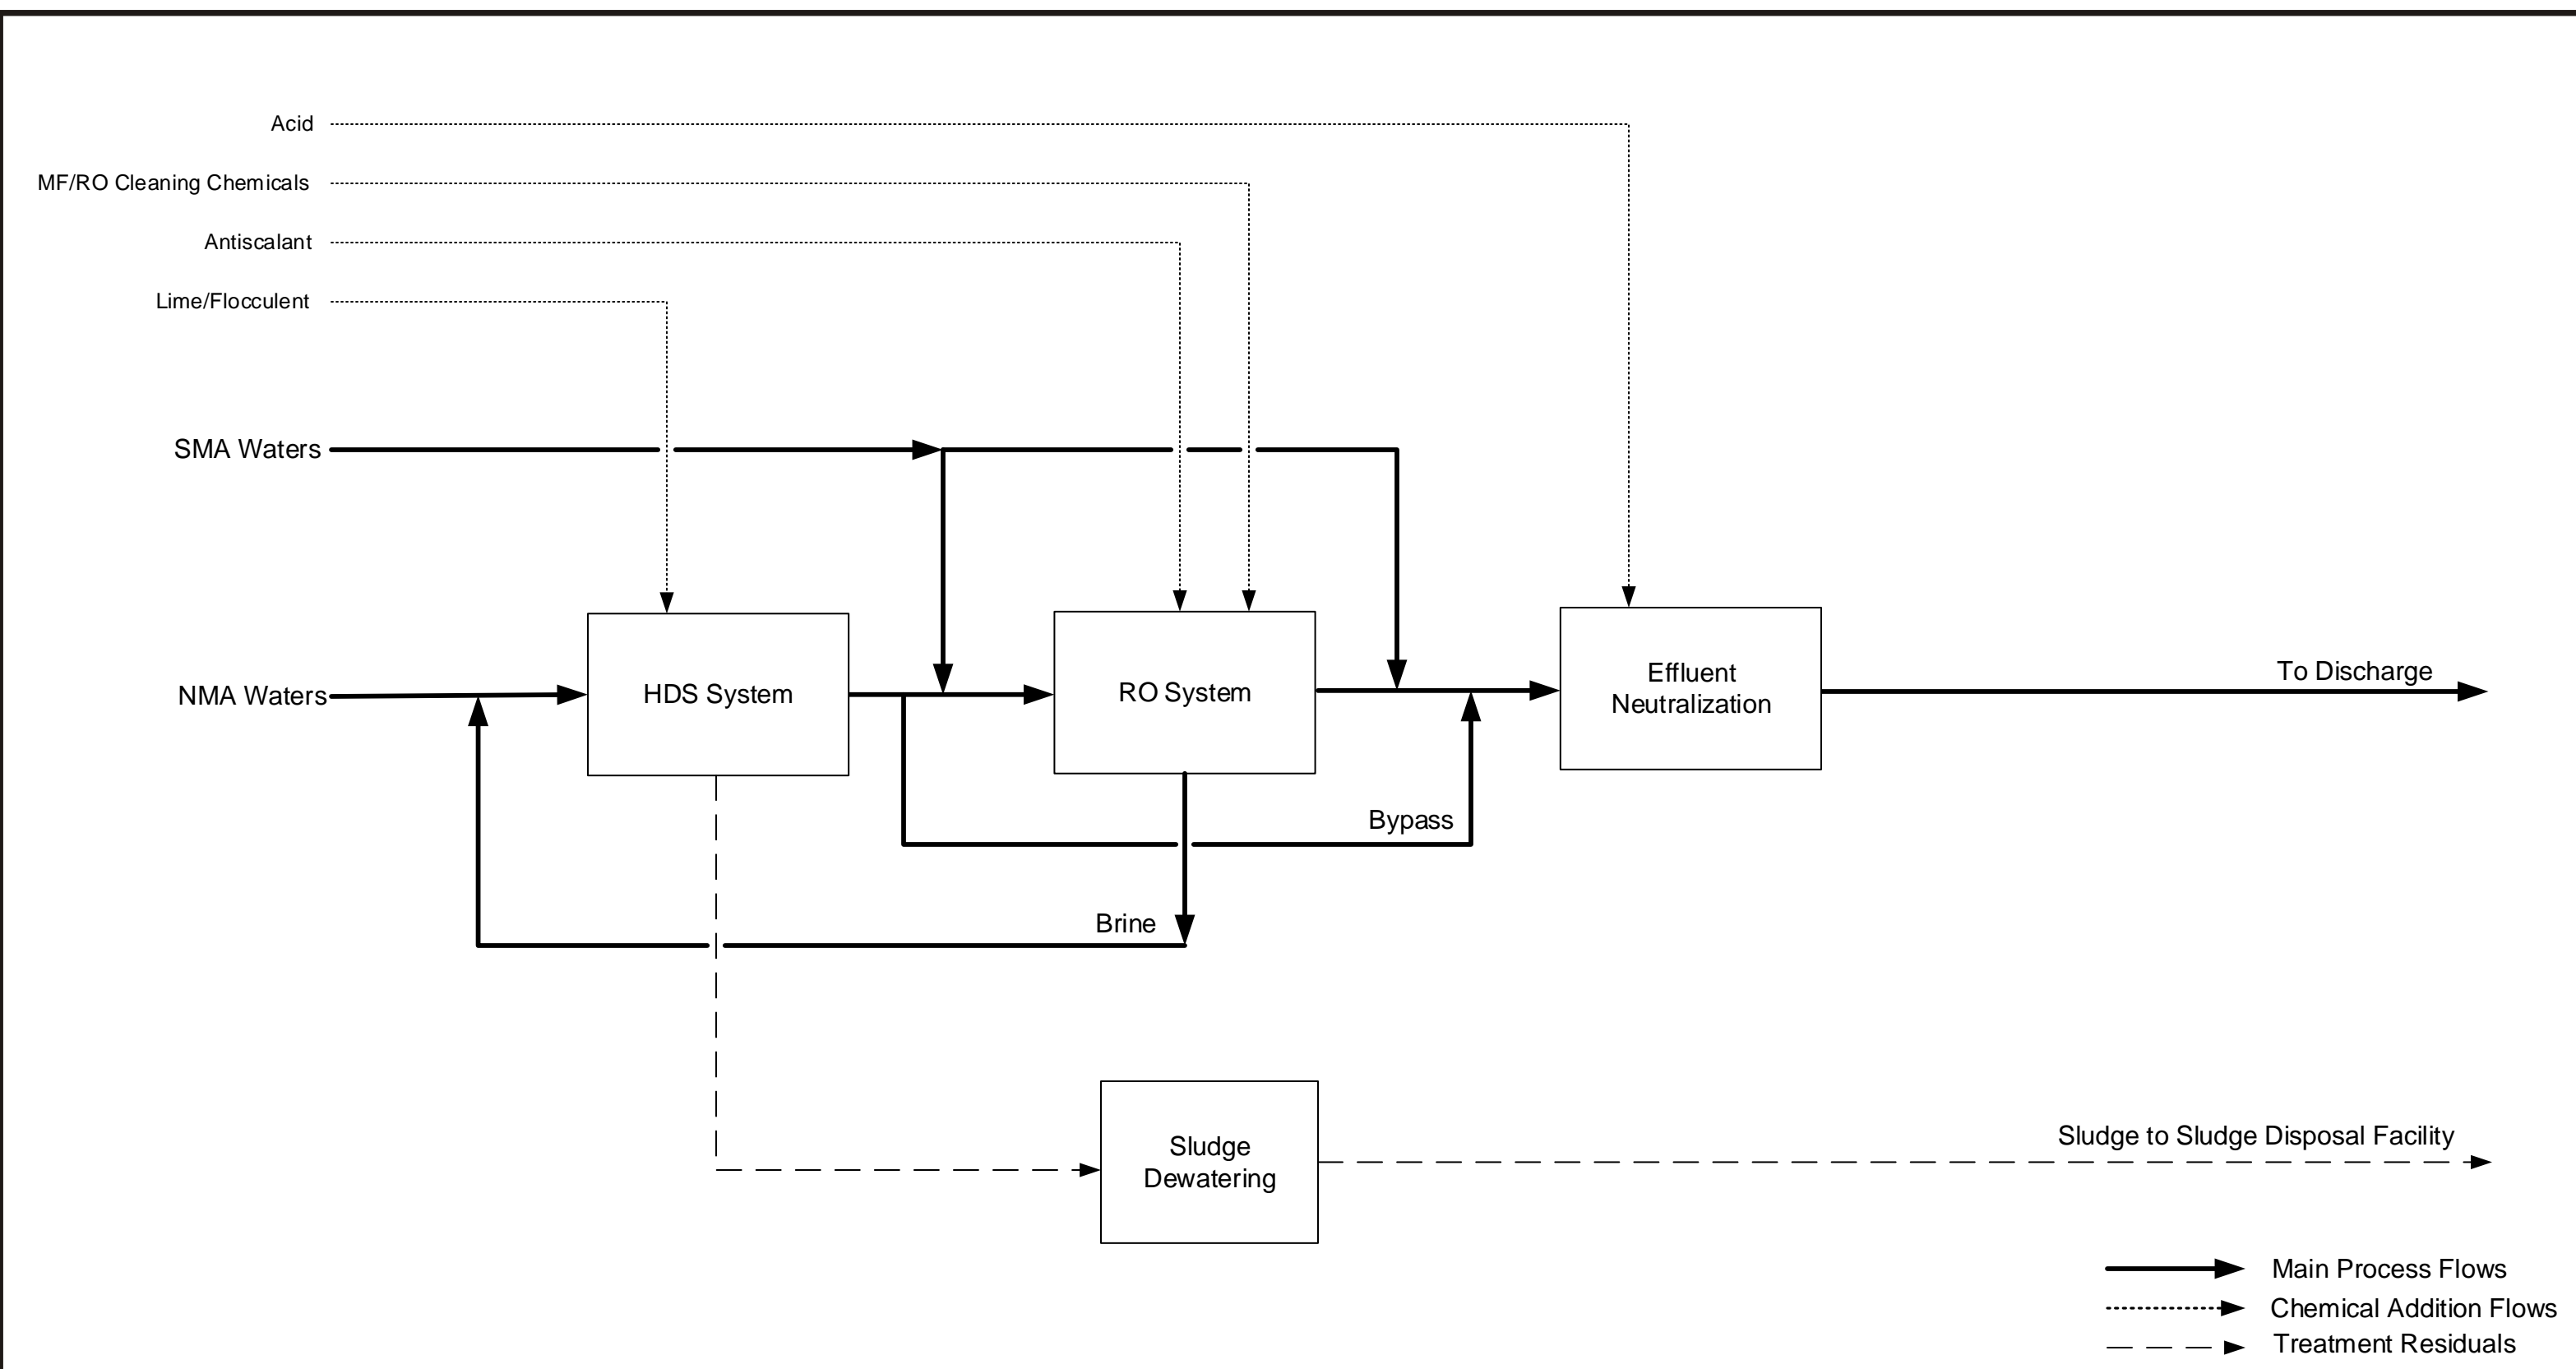 Acid
MF/RO Cleaning Chemicals
Antiscalant
Lime/Flocculent
SMA Waters
NMA Waters
HDS System
RO System
Effluent
Neutralization
To Discharge
Bypass
Brine
Sludge
Dewatering
Sludge to Sludge Disposal Facility
Main Process Flows
Chemical Addition Flows
Treatment Residuals